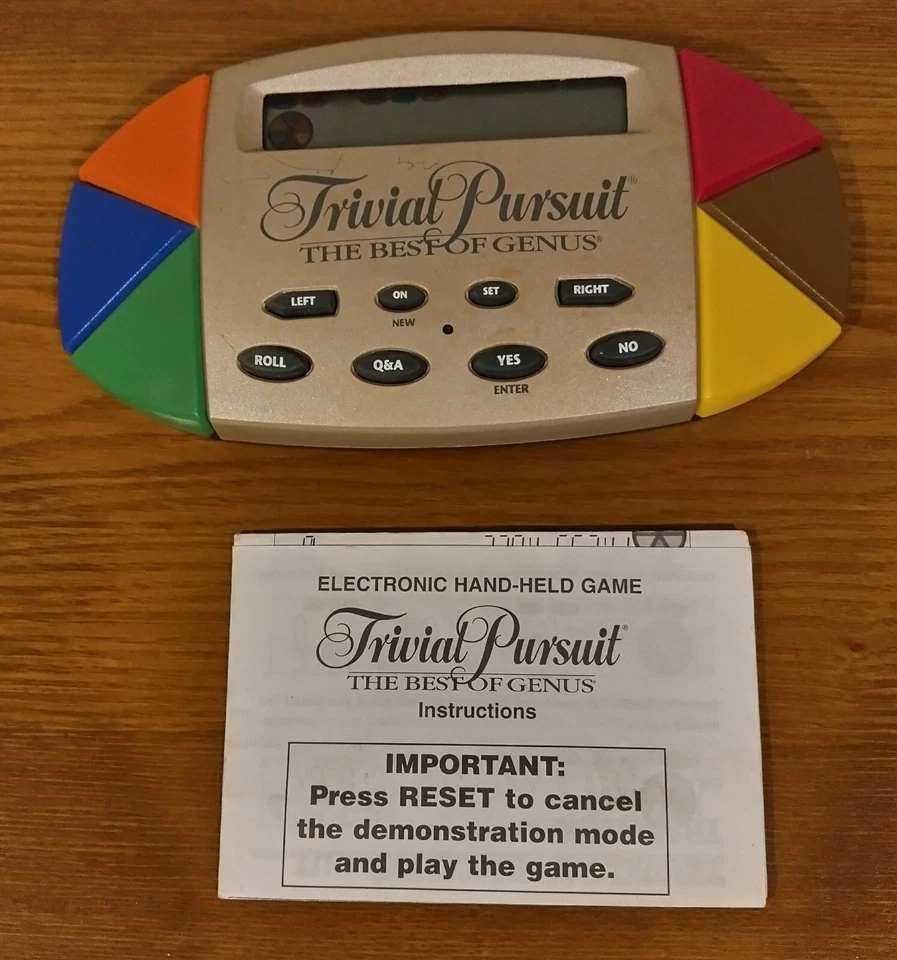 Trivial Pursuit®
THE BEST OF GENUS®
LEFT
ON
SET
RIGHT
NEW
ROLL
Q&A
YES
NO
ENTER
ELECTRONIC HAND-HELD GAME
Trivial Pursuit®
THE BEST OF GENUS®
Instructions
IMPORTANT:
Press RESET to cancel
the demonstration mode
and play the game.